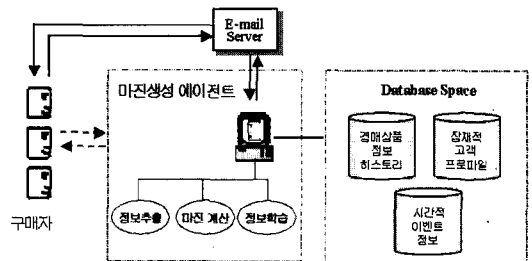 E-mail
Server
마진생성 에이전트
구매자
정보추출
마진 계산
정보학습
Database Space
경매상품
정보
히스토리
잠재적
고객
프로파일
시간적
이벤트
정보